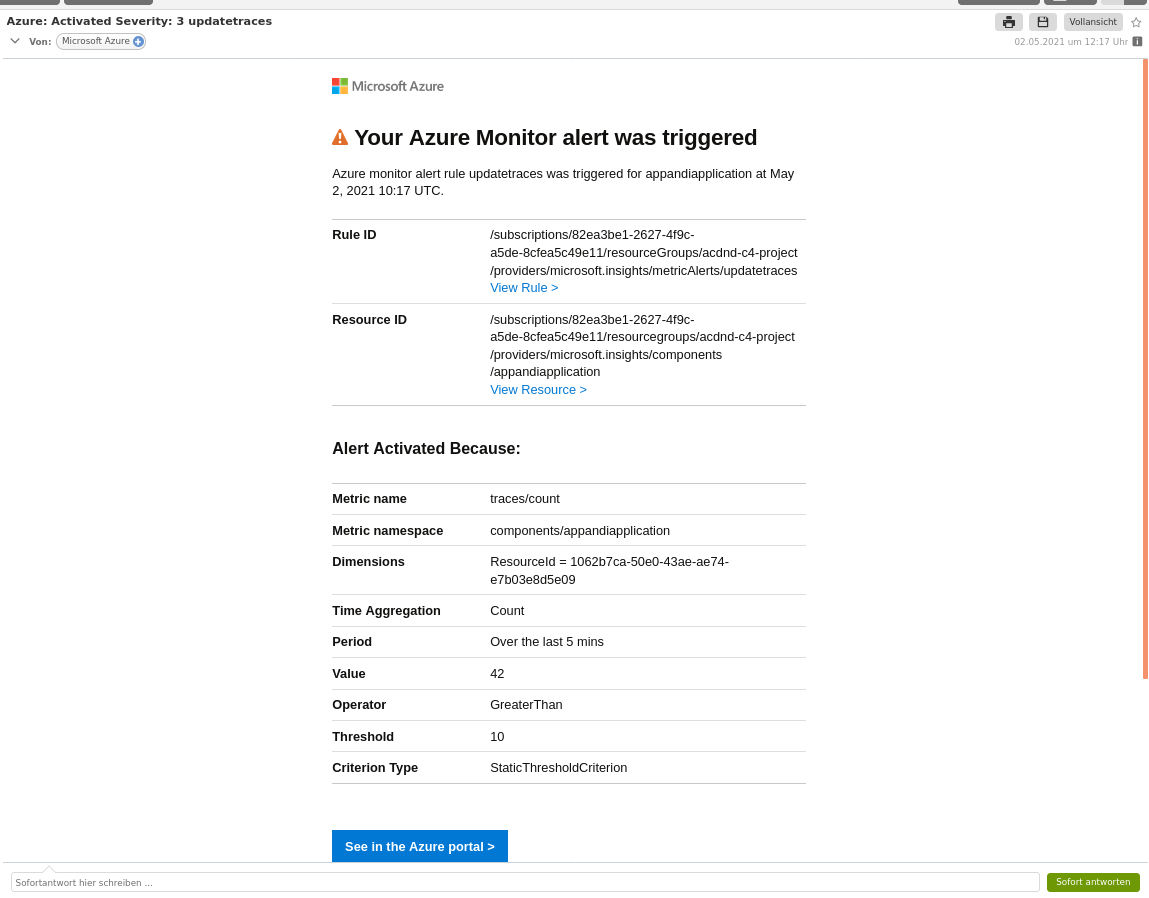 Azure: Activated Severity: 3 updatetraces
Vollansicht
Von: Microsoft Azure
02.05.2021 um 12:17 Uhr
Microsoft Azure
Your Azure Monitor alert was triggered
Azure monitor alert rule updatetraces was triggered for appandiapplication at May
2, 2021 10:17 UTC.
Rule ID
/subscriptions/82ea3be1-2627-4f9c-
a5de-8cfea5c49e11/resourceGroups/acdnd-c4-project
/providers/microsoft.insights/metricAlerts/updatetraces
View Rule >
Resource ID
/subscriptions/82ea3be1-2627-4f9c-
a5de-8cfea5c49e11/resourcegroups/acdnd-c4-project
/providers/microsoft.insights/components
/appandiapplication
View Resource >
Alert Activated Because:
Metric name traces/count
Metric namespace components/appandiapplication
Dimensions ResourceId = 1062b7ca-50e0-43ae-ae74-
e7b03e8d5e09
Time Aggregation Count
Period Over the last 5 mins
Value 42
Operator GreaterThan
Threshold 10
Criterion Type StaticThresholdCriterion
See in the Azure portal >
Sofortantwort hier schreiben ...
Sofort antworten